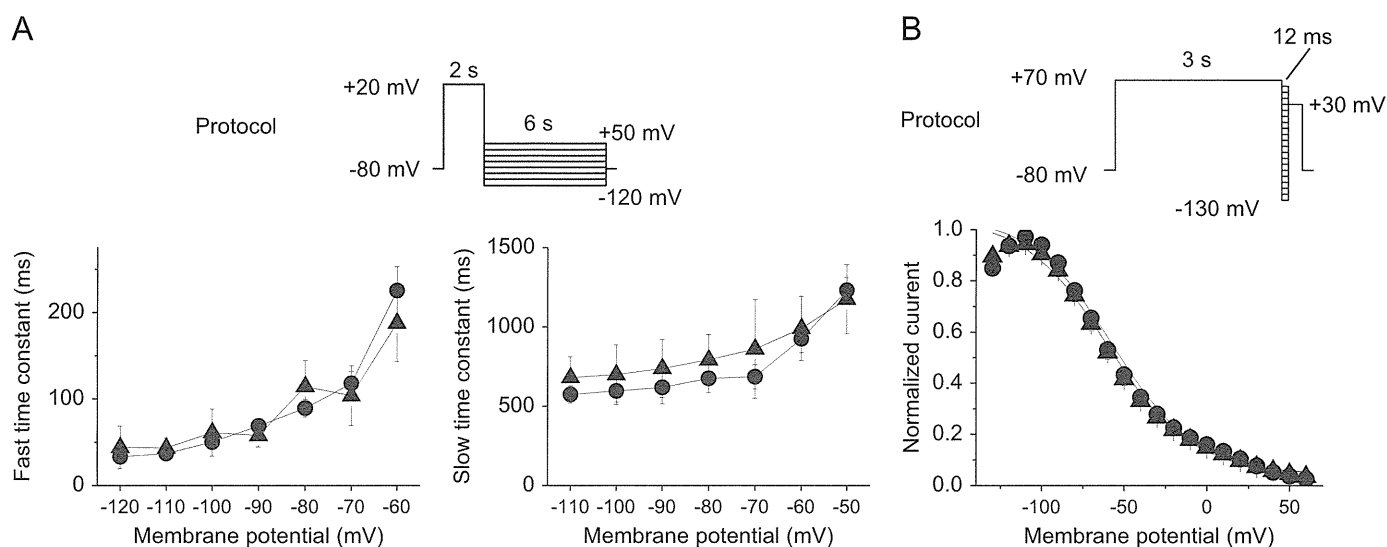 A
2 s
+20 mV
Protocol
6 s
+50 mV
-80 mV
-120 mV
Fast time constant (ms)
200
100
0
-120 -110 -100 -90 -80 -70 -60
Membrane potential (mV)
Slow time constant (ms)
1500
1000
500
0
-110 -100 -90 -80 -70 -60 -50
Membrane potential (mV)
B
12 ms
3 s
+70 mV
+30 mV
Protocol
-80 mV
-130 mV
Normalized cuurent
1.0
0.8
0.6
0.4
0.2
0.0
-100 -50 0 50
Membrane potential (mV)